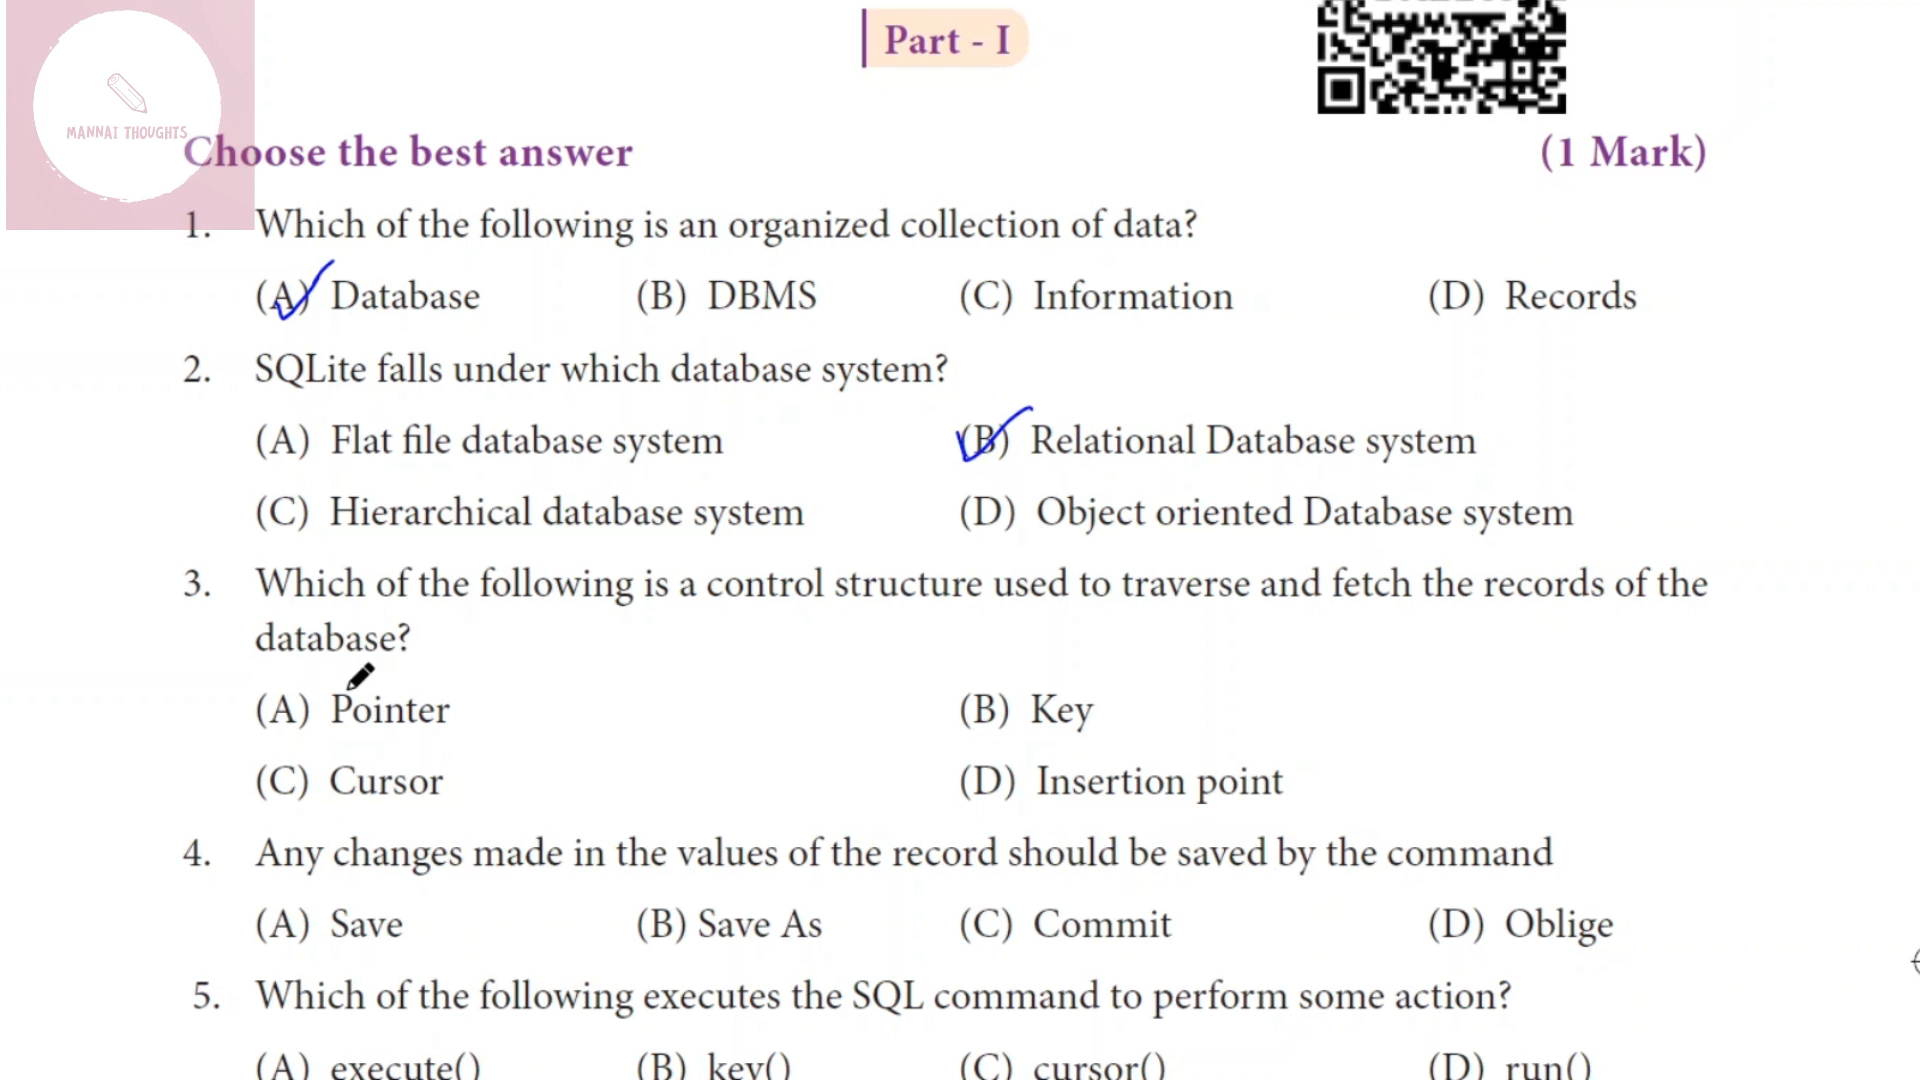 Part - I
MANNAI THOUGHTS
Choose the best answer (1 Mark)
1. Which of the following is an organized collection of data?
(A) Database (B) DBMS (C) Information (D) Records
2. SQLite falls under which database system?
(A) Flat file database system (B) Relational Database system
(C) Hierarchical database system (D) Object oriented Database system
3. Which of the following is a control structure used to traverse and fetch the records of the
database?
(A) Pointer (B) Key
(C) Cursor (D) Insertion point
4. Any changes made in the values of the record should be saved by the command
(A) Save (B) Save As (C) Commit (D) Oblige
5. Which of the following executes the SQL command to perform some action?
(A) execute() (B) key() (C) cursor() (D) run()